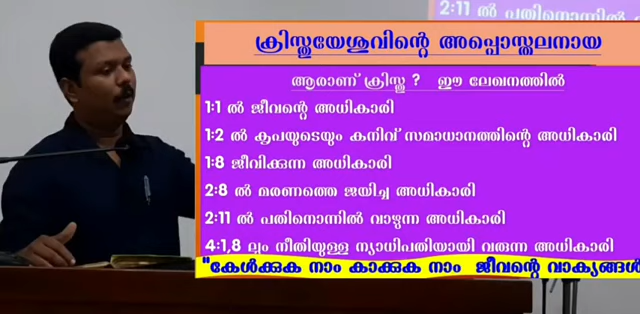 2:11 ൽ പതിനൊന്നിൽ
ക്രിസ്തുയേശുവിന്റെ അപ്പൊസ്തലനായ
ആരാണ് ക്രിസ്തു ? ഈ ലേഖനത്തിൽ
1:1 ൽ ജീവന്റെ അധികാരി
1:2 ൽ കൃപയുടെയും കനിവ് സമാധാനത്തിന്റെ അധികാരി
1:8 ജീവിക്കുന്ന അധികാരി
2:8 ൽ മരണത്തെ ജയിച്ച അധികാരി
2:11 ൽ പതിനൊന്നിൽ വാഴുന്ന അധികാരി
4:1,8 ലും നീതിയുള്ള ന്യാധിപതിയായി വരുന്ന അധികാരി
"കേൾക്കുക നാം കാക്കുക നാം ജീവന്റെ വാക്യങ്ങൾ